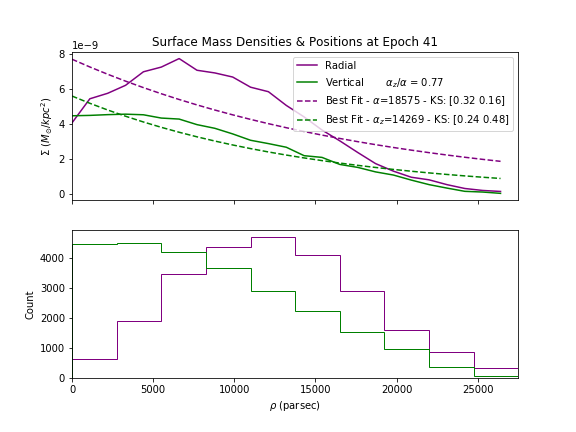 Surface Mass Densities & Positions at Epoch 41
1e−9
8
6
4
2
0
Σ (M⊙/kpc²)
Radial
Vertical α_z/α = 0.77
Best Fit - α=18575 - KS: [0.32 0.16]
Best Fit - α_z=14269 - KS: [0.24 0.48]
4000
3000
2000
1000
0
Count
0 5000 10000 15000 20000 25000
ρ (parsec)